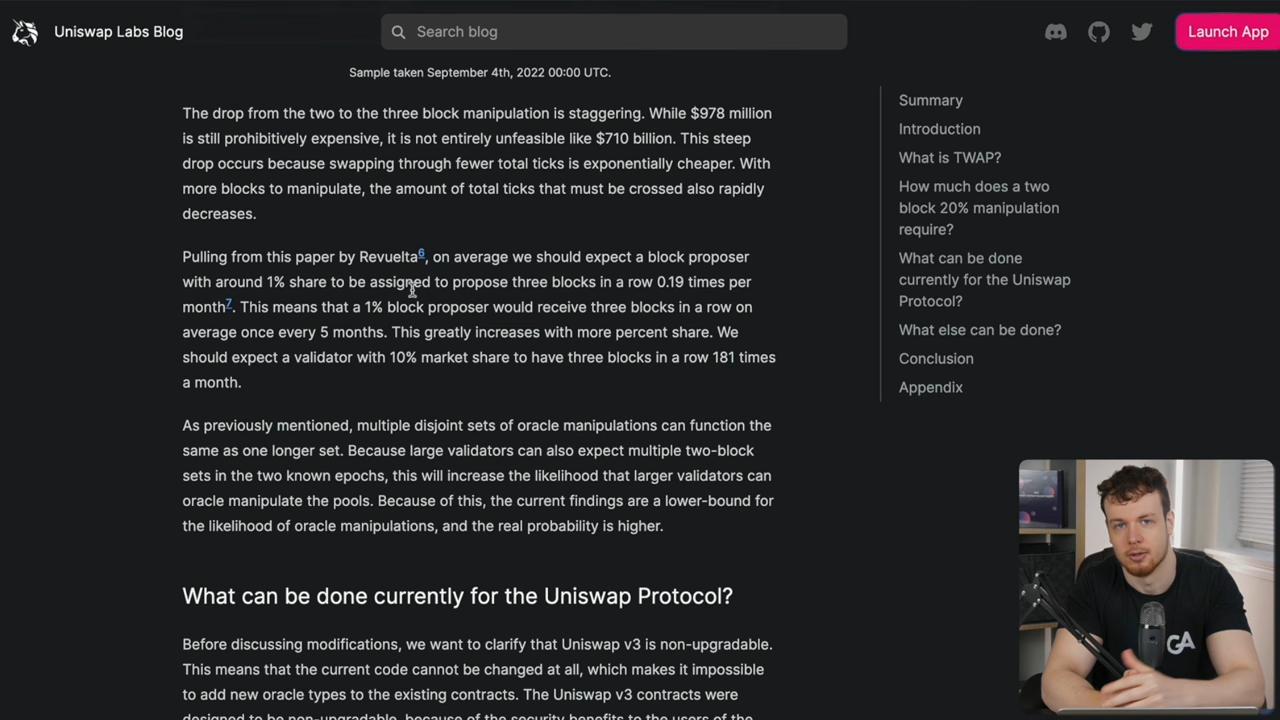 Uniswap Labs Blog
Search blog
Launch App
Sample taken September 4th, 2022 00:00 UTC.
The drop from the two to the three block manipulation is staggering. While $978 million
is still prohibitively expensive, it is not entirely unfeasible like $710 billion. This steep
drop occurs because swapping through fewer total ticks is exponentially cheaper. With
more blocks to manipulate, the amount of total ticks that must be crossed also rapidly
decreases.
Pulling from this paper by Revuelta6, on average we should expect a block proposer
with around 1% share to be assigned to propose three blocks in a row 0.19 times per
month7. This means that a 1% block proposer would receive three blocks in a row on
average once every 5 months. This greatly increases with more percent share. We
should expect a validator with 10% market share to have three blocks in a row 181 times
a month.
As previously mentioned, multiple disjoint sets of oracle manipulations can function the
same as one longer set. Because large validators can also expect multiple two-block
sets in the two known epochs, this will increase the likelihood that larger validators can
oracle manipulate the pools. Because of this, the current findings are a lower-bound for
the likelihood of oracle manipulations, and the real probability is higher.
What can be done currently for the Uniswap Protocol?
Before discussing modifications, we want to clarify that Uniswap v3 is non-upgradable.
This means that the current code cannot be changed at all, which makes it impossible
to add new oracle types to the existing contracts. The Uniswap v3 contracts were
designed to be non-upgradable, because of the security benefits to the users of the
Summary
Introduction
What is TWAP?
How much does a two
block 20% manipulation
require?
What can be done
currently for the Uniswap
Protocol?
What else can be done?
Conclusion
Appendix
GA